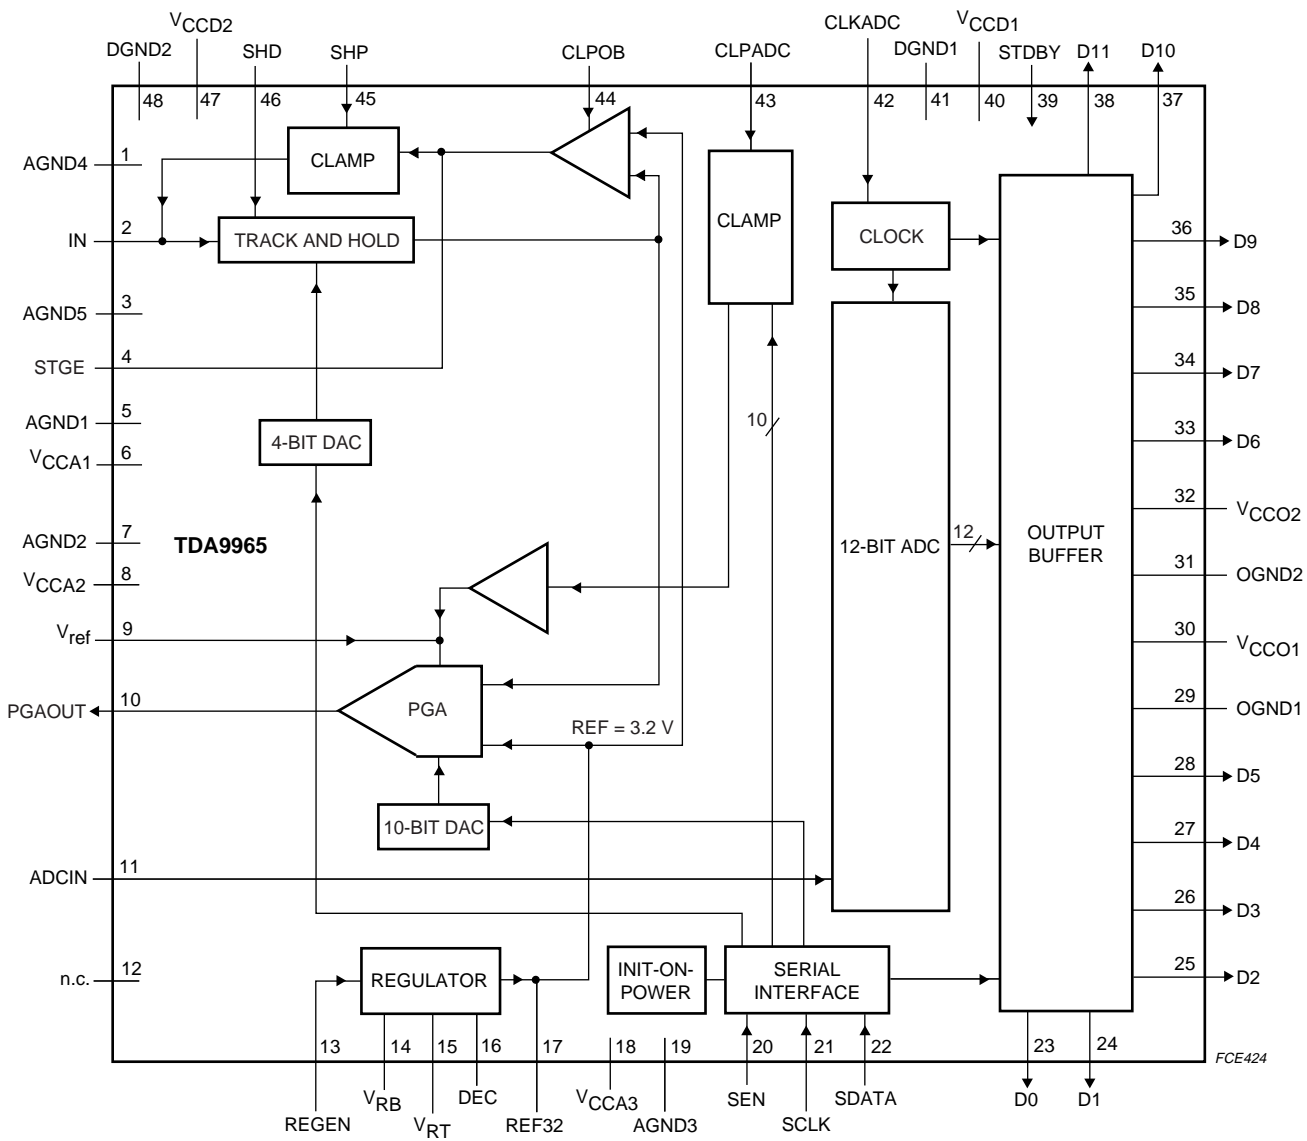 VCCD2
DGND2
SHD
SHP
CLPOB
CLPADC
CLKADC
DGND1
VCCD1
STDBY
D11
D10
48
47
46
45
44
43
42
41
40
39
38
37
AGND4
1
CLAMP
IN
2
TRACK AND HOLD
CLAMP
CLOCK
36
D9
AGND5
3
35
D8
STGE
4
34
D7
AGND1
5
4-BIT DAC
10
33
D6
VCCA1
6
32
VCCO2
AGND2
7
TDA9965
12-BIT ADC
12
OUTPUT
BUFFER
VCCA2
8
31
OGND2
Vref
9
30
VCCO1
PGAOUT
10
PGA
REF = 3.2 V
29
OGND1
28
D5
10-BIT DAC
27
D4
ADCIN
11
26
D3
n.c.
12
REGULATOR
INIT-ON-
POWER
SERIAL
INTERFACE
25
D2
13
14
15
16
17
18
19
20
21
22
23
24
FCE424
REGEN
VRB
VRT
DEC
REF32
VCCA3
AGND3
SEN
SCLK
SDATA
D0
D1